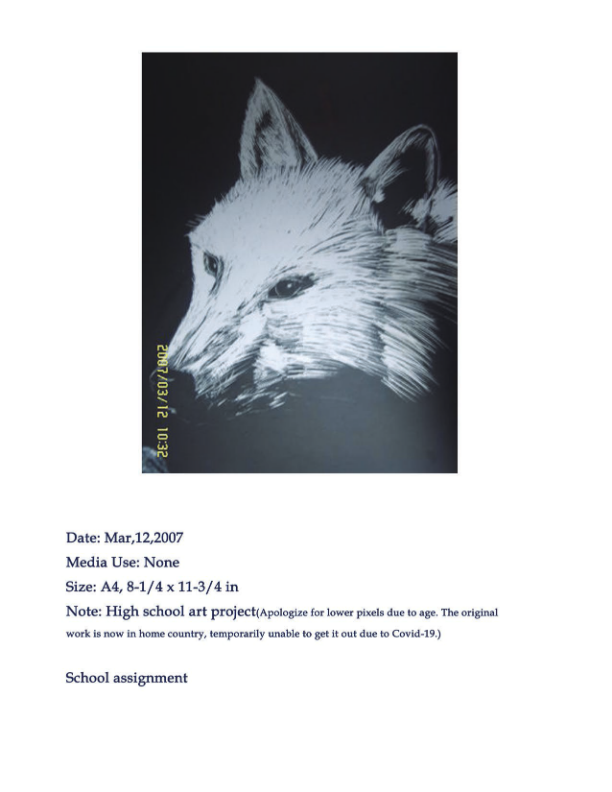 2007/03/12 10:32
Date: Mar,12,2007
Media Use: None
Size: A4, 8-1/4 x 11-3/4 in
Note: High school art project(Apologize for lower pixels due to age. The original
work is now in home country, temporarily unable to get it out due to Covid-19.)
School assignment